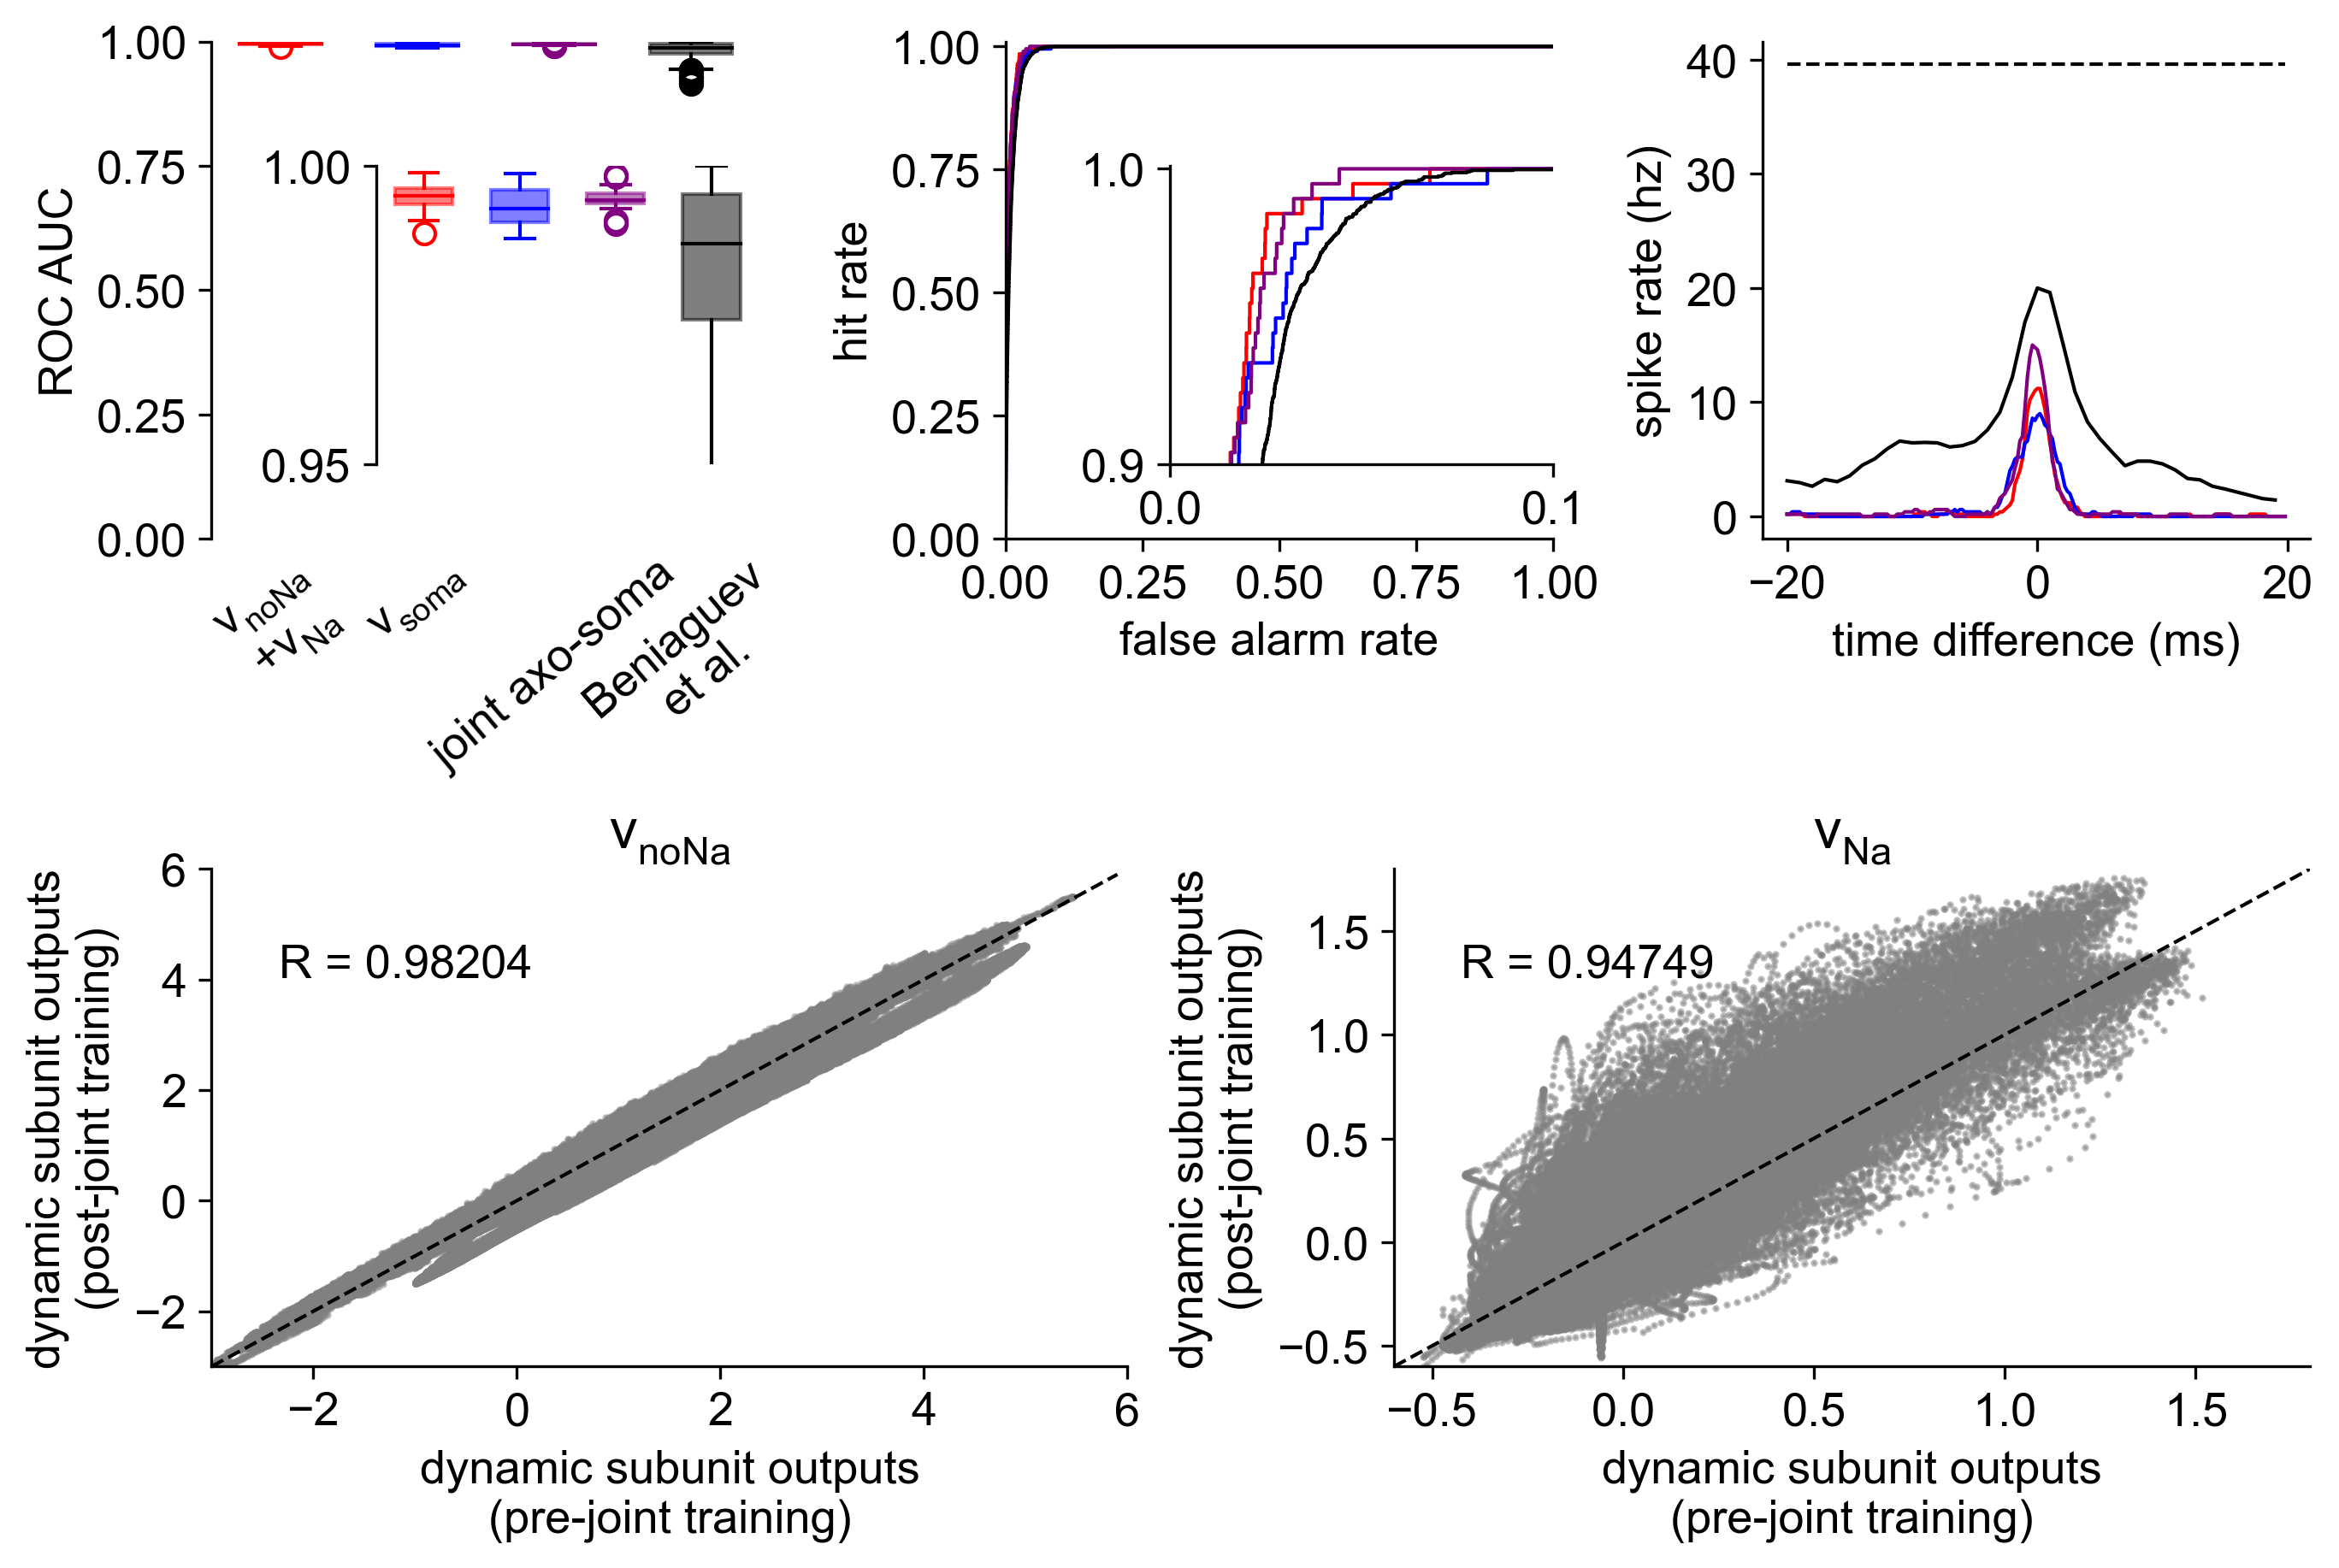 ROC AUC
1.00
0.75
0.50
0.25
0.00
1.00
0.95
v noNa
+vNa
v soma
joint axo-soma
Beniaguev
et al.
hit rate
1.00
0.75
0.50
0.25
0.00
1.0
0.9
0.0 0.1
0.00 0.25 0.50 0.75 1.00
false alarm rate
spike rate (hz)
40
30
20
10
0
−20 0 20
time difference (ms)
vnoNa
dynamic subunit outputs
(post-joint training)
6
4
2
0
−2
R = 0.98204
−2 0 2 4 6
dynamic subunit outputs
(pre-joint training)
vNa
dynamic subunit outputs
(post-joint training)
1.5
1.0
0.5
0.0
−0.5
R = 0.94749
−0.5 0.0 0.5 1.0 1.5
dynamic subunit outputs
(pre-joint training)